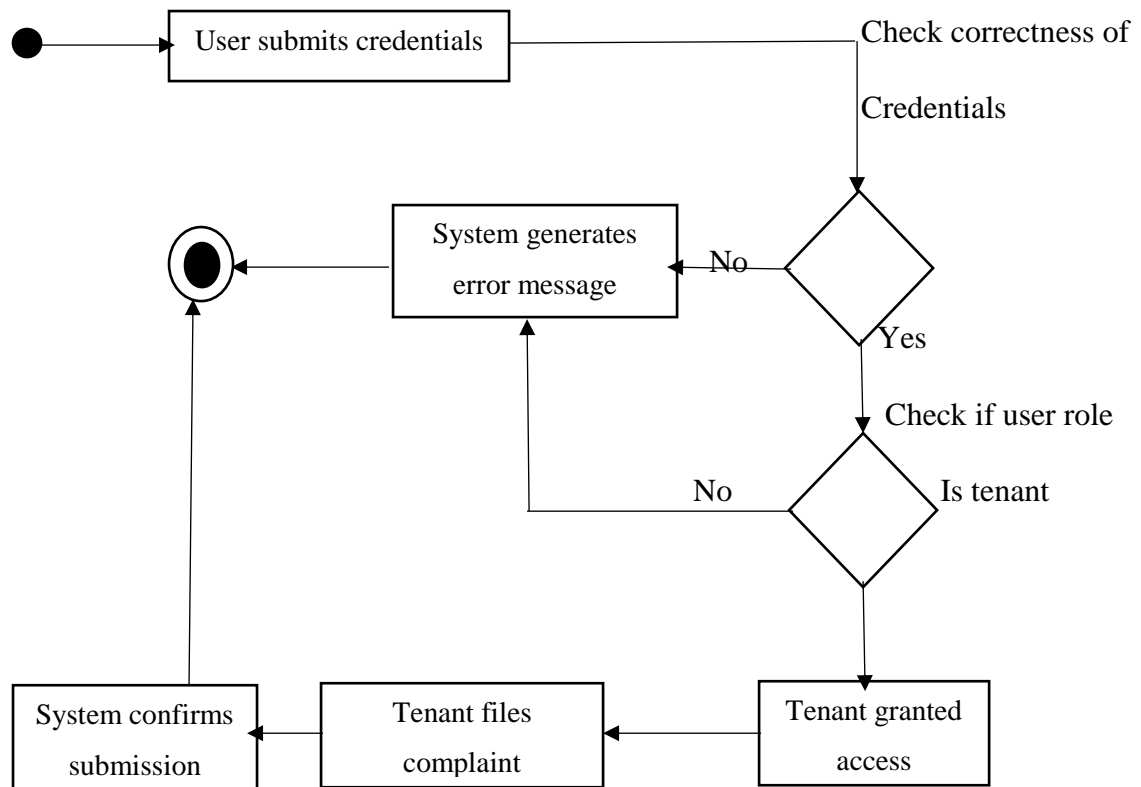 User submits credentials
Check correctness of
Credentials
System generates
error message
No
Yes
Check if user role
No
Is tenant
Tenant granted
access
Tenant files
complaint
System confirms
submission